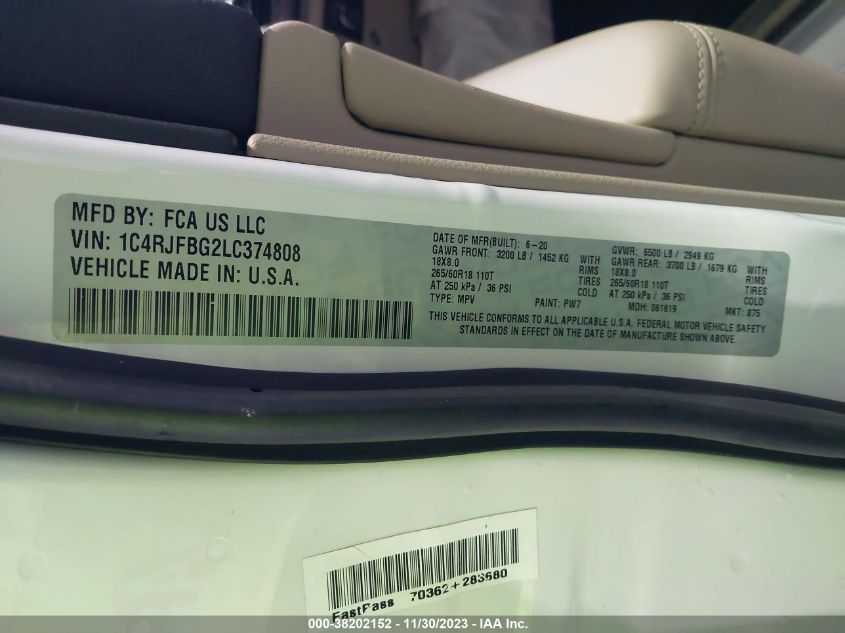 MFD BY: FCA US LLC
VIN: 1C4RJFBG2LC374808
VEHICLE MADE IN: U.S.A.
DATE OF MFR(BUILT): 6-20 GVWR: 6500 LB / 2949 KG
GAWR FRONT: 3200 LB / 1452 KG WITH GAWR REAR: 3700 LB / 1679 KG WITH
18X8.0 RIMS 18X8.0 RIMS
265/60R18 110T TIRES 265/60R18 110T TIRES
AT 250 kPa / 36 PSI COLD AT 250 kPa / 36 PSI COLD
TYPE: MPV PAINT: PW7 MDH: 061619 MKT: 875
THIS VEHICLE CONFORMS TO ALL APPLICABLE U.S.A. FEDERAL MOTOR VEHICLE SAFETY
STANDARDS IN EFFECT ON THE DATE OF MANUFACTURE SHOWN ABOVE.
FastPass 70362+283680
000-38202152 - 11/30/2023 - IAA Inc.